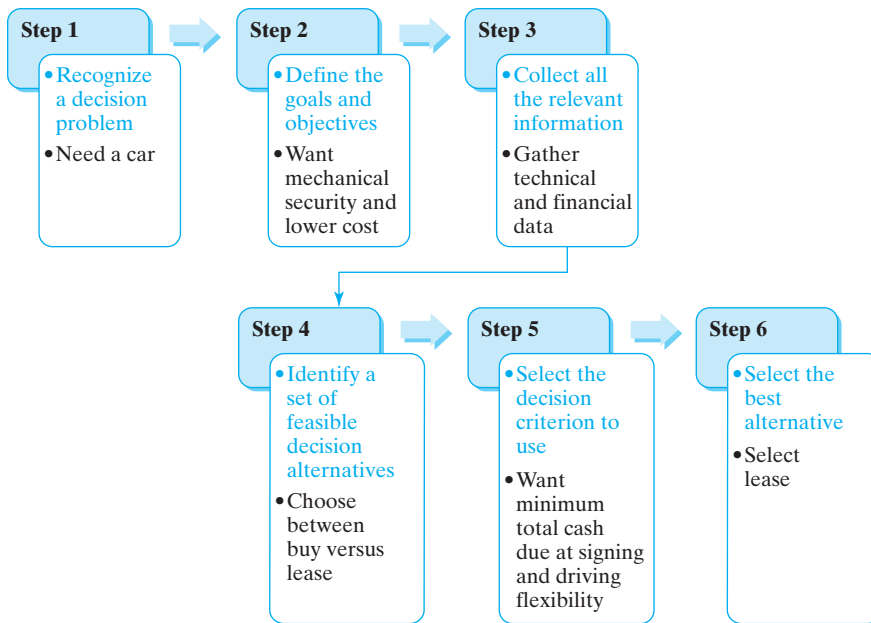 Step 1
• Recognize
a decision
problem
• Need a car
Step 2
• Define the
goals and
objectives
• Want
mechanical
security and
lower cost
Step 3
• Collect all
the relevant
information
• Gather
technical
and financial
data
Step 4
• Identify a
set of
feasible
decision
alternatives
• Choose
between
buy versus
lease
Step 5
• Select the
decision
criterion to
use
• Want
minimum
total cash
due at signing
and driving
flexibility
Step 6
• Select the
best
alternative
• Select
lease